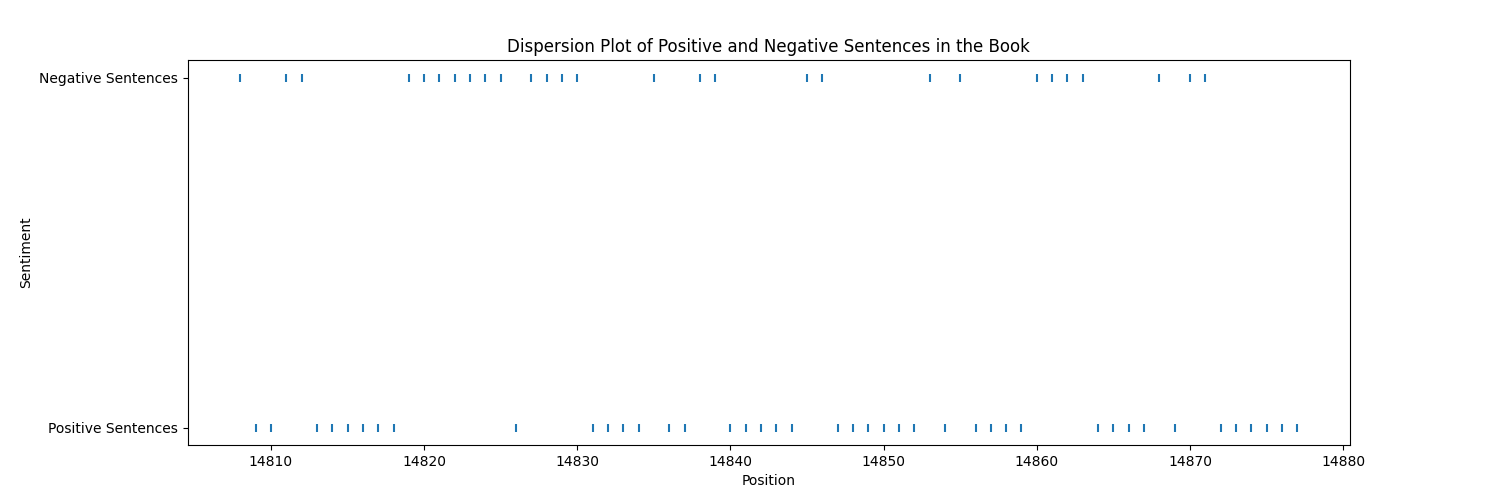 Dispersion Plot of Positive and Negative Sentences in the Book
Negative Sentences
Sentiment
Positive Sentences
14810 14820 14830 14840 14850 14860 14870 14880
Position